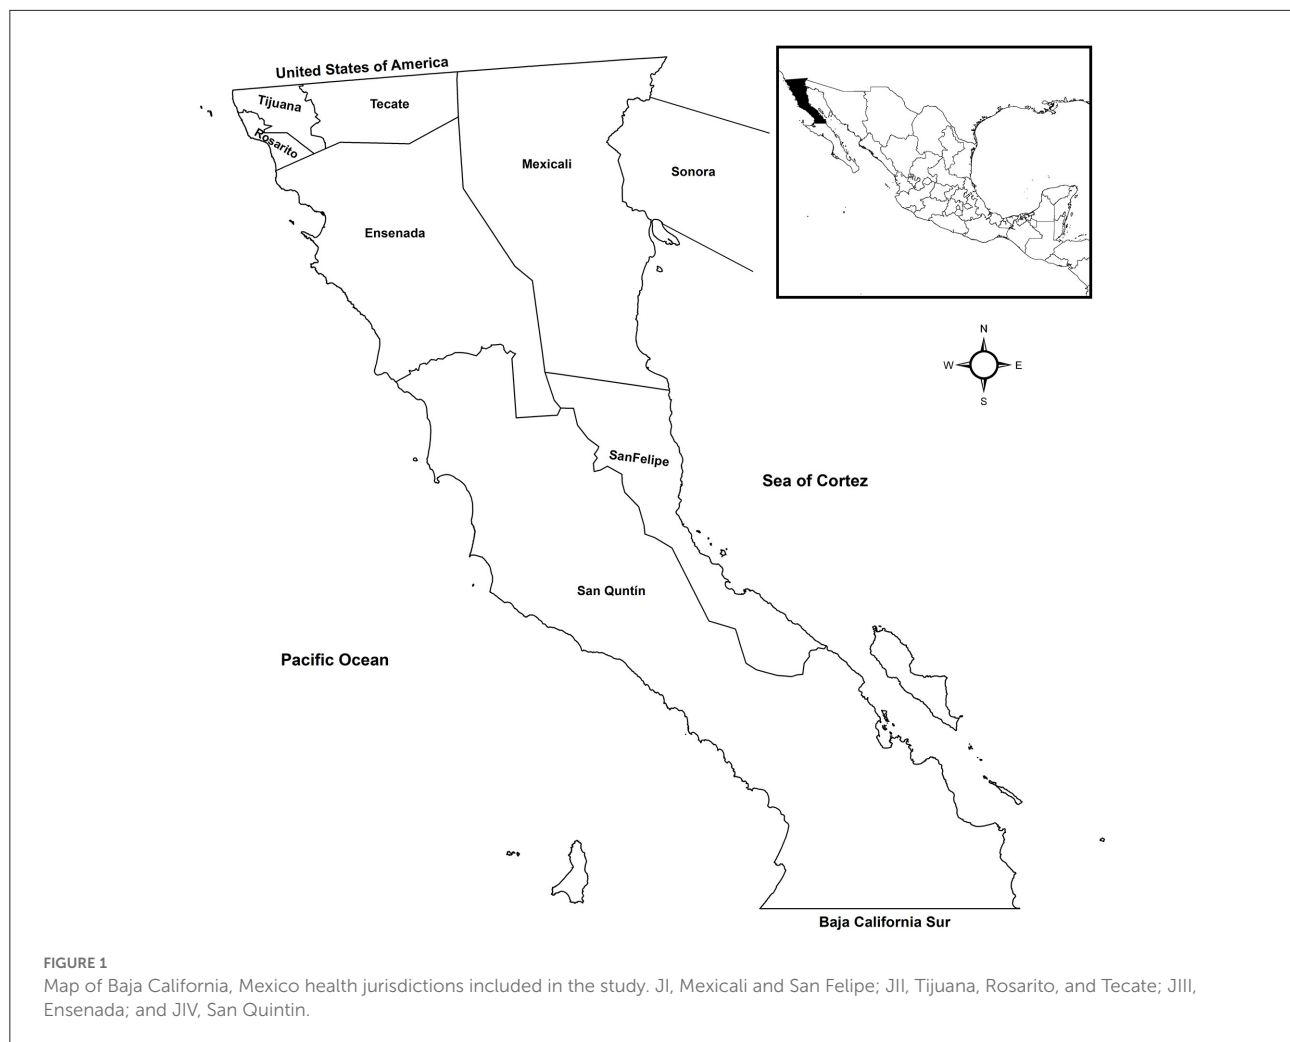 United States of America
Tijuana
Tecate
Rosarito
Mexicali
Sonora
Ensenada
N
W
E
S
SanFelipe
Sea of Cortez
San Quntín
Pacific Ocean
Baja California Sur
FIGURE 1
Map of Baja California, Mexico health jurisdictions included in the study. JI, Mexicali and San Felipe; JII, Tijuana, Rosarito, and Tecate; JIII,
Ensenada; and JIV, San Quintin.